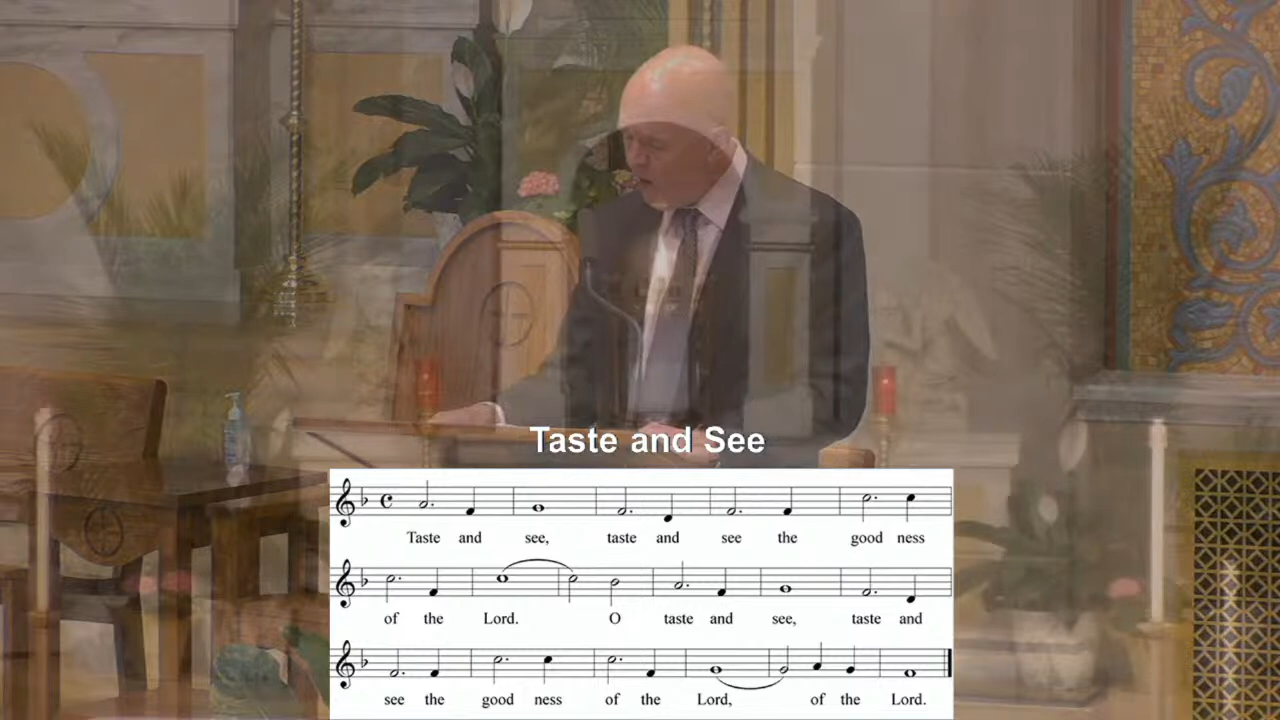 Taste and See
Taste and see, taste and see the good ness
of the Lord. O taste and see, taste and
see the good ness of the Lord, of the Lord.